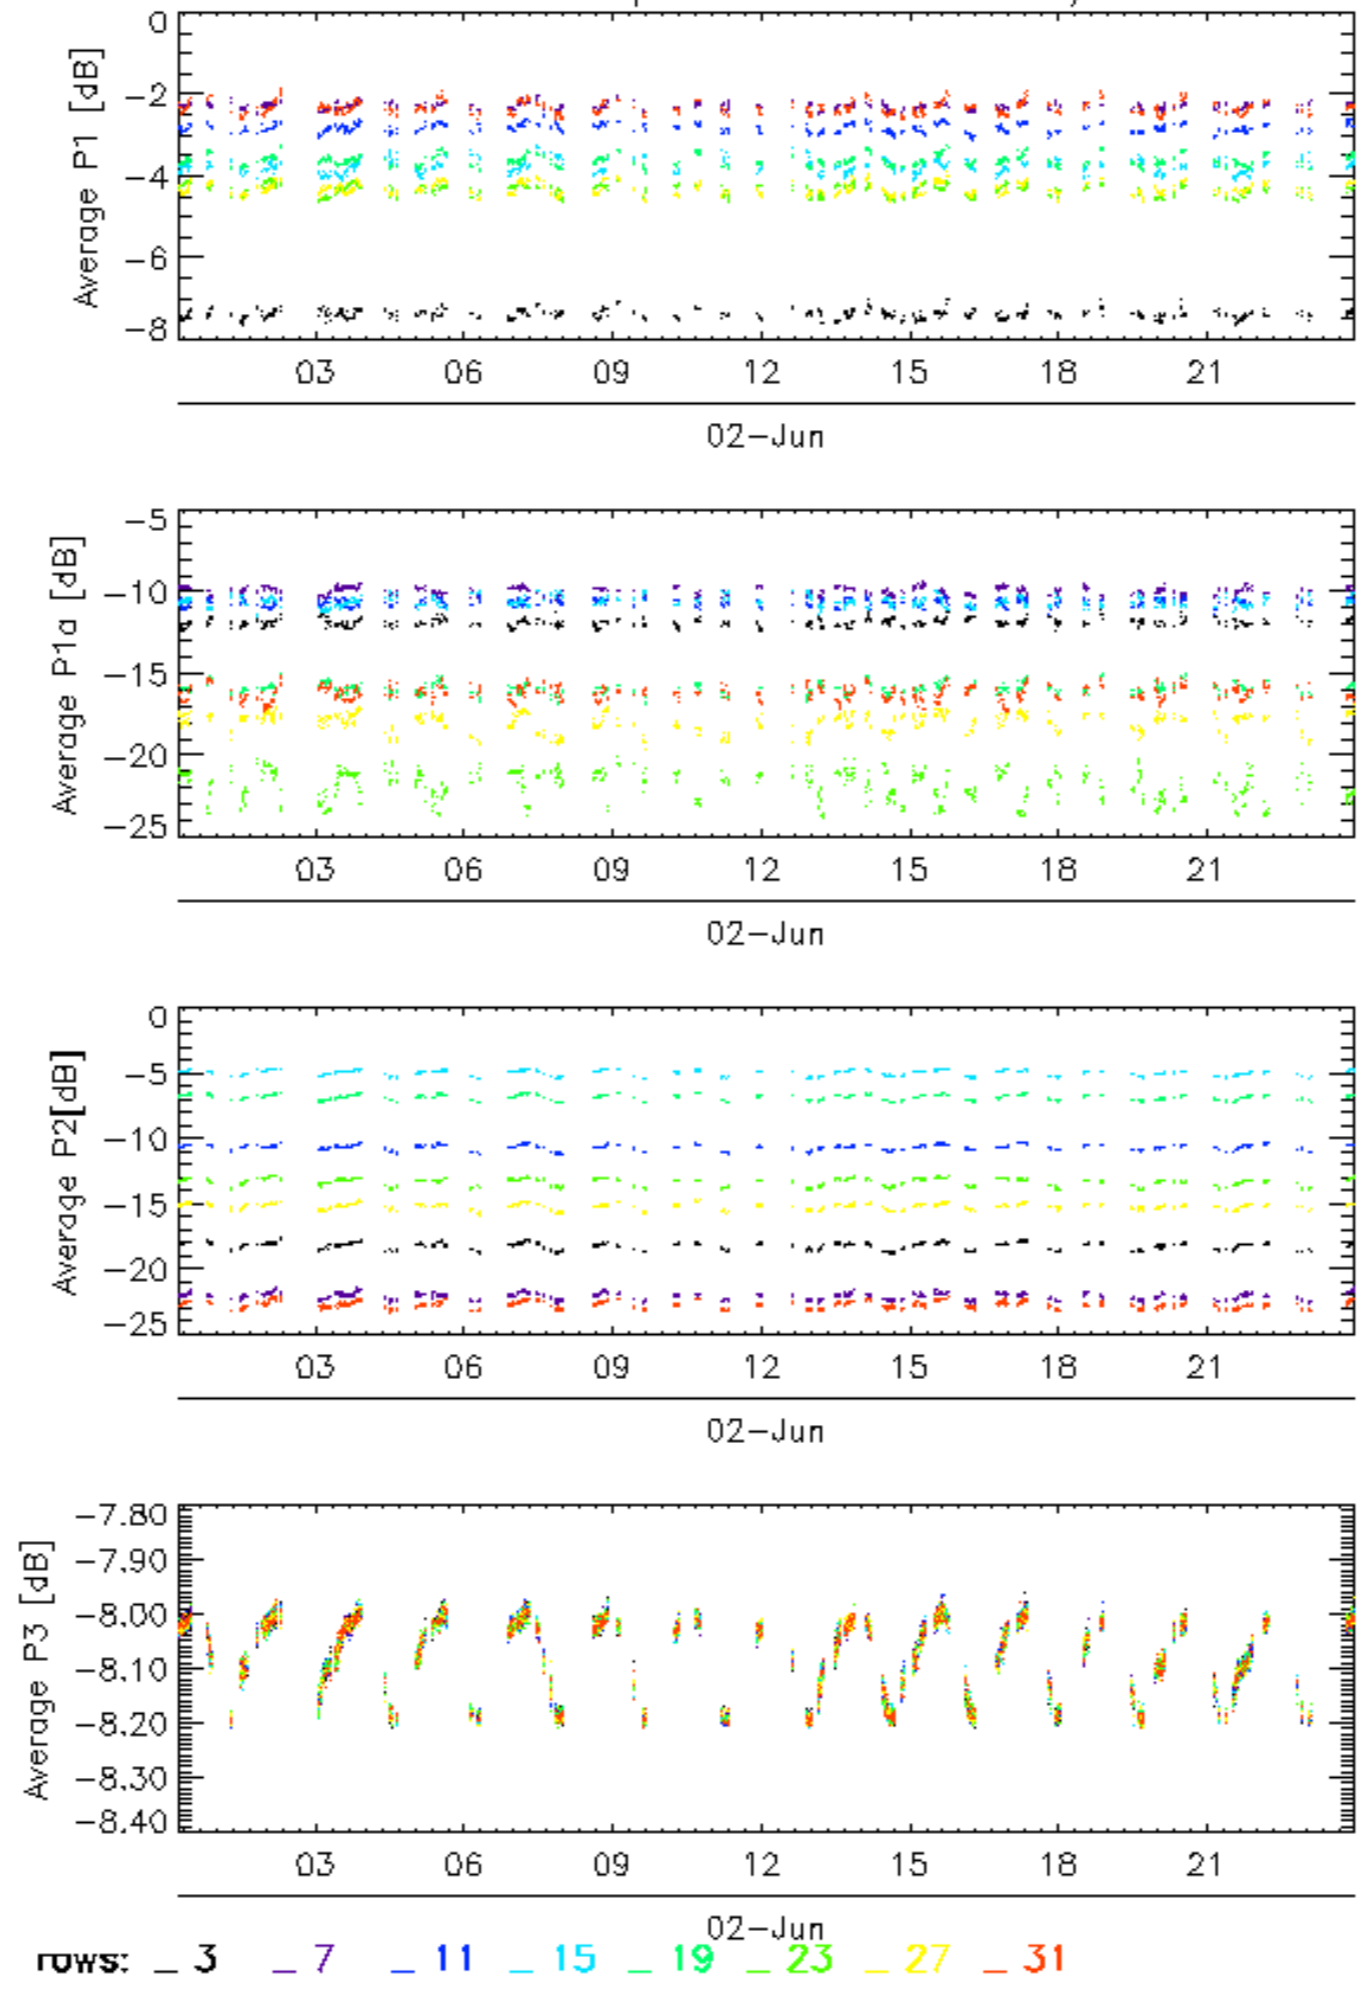 0
−2
−4
−6
−8
Average P1 [dB]
03 06 09 12 15 18 21
02−Jun
−5
−10
−15
−20
−25
Average P1a [dB]
03 06 09 12 15 18 21
02−Jun
0
−5
−10
−15
−20
−25
Average P2[dB]
03 06 09 12 15 18 21
02−Jun
−7.80
−7.90
−8.00
−8.10
−8.20
−8.30
−8.40
Average P3 [dB]
03 06 09 12 15 18 21
02−Jun
rows: _ 3 _ 7 _ 11 _ 15 _ 19 _ 23 _ 27 _ 31